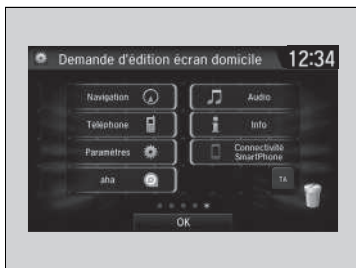 Demande d'édition écran domicile
12:34
Navigation
Audio
Téléphone
Info
Paramètres
Connectivité
SmartPhone
aha
TA
OK